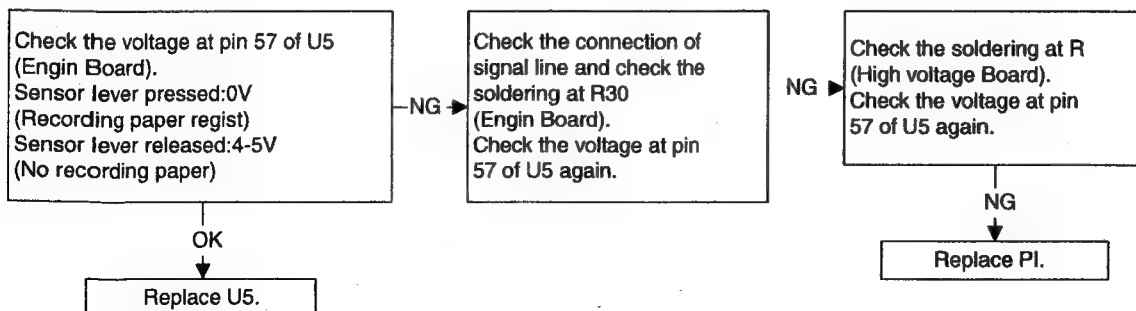 Check the voltage at pin 57 of U5
(Engin Board).
Sensor lever pressed:0V
(Recording paper regist)
Sensor lever released:4-5V
(No recording paper)
NG
Check the connection of
signal line and check the
soldering at R30
(Engin Board).
Check the voltage at pin
57 of U5 again.
NG
Check the soldering at R
(High voltage Board).
Check the voltage at pin
57 of U5 again.
OK
Replace U5.
NG
Replace PI.